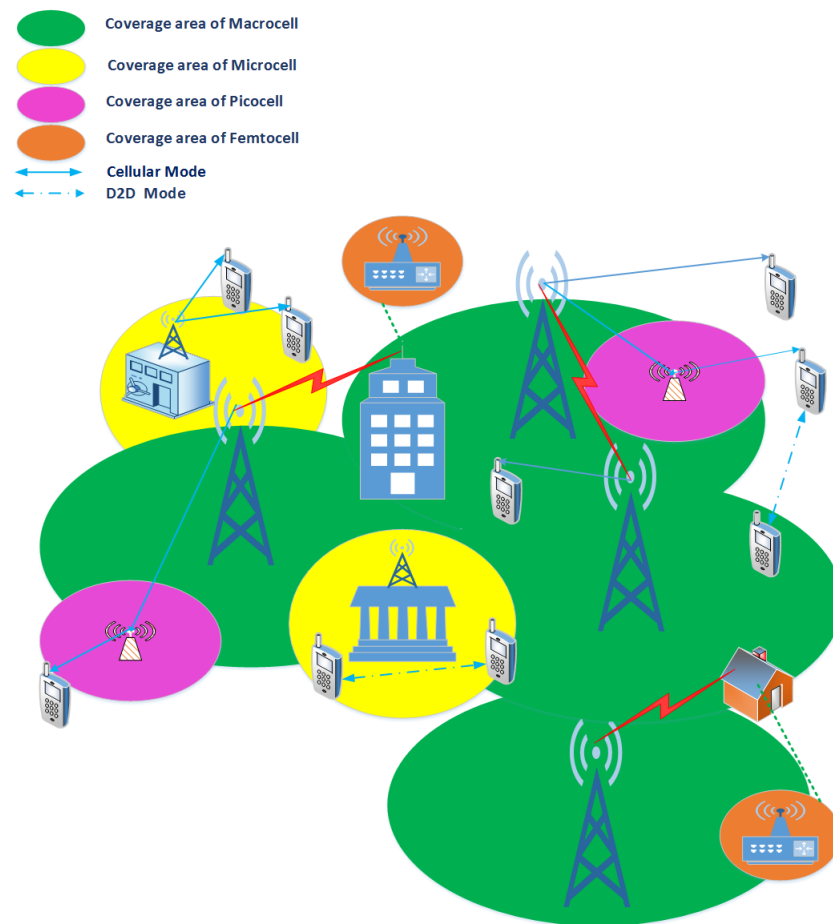 Coverage area of Macrocell
Coverage area of Microcell
Coverage area of Picocell
Coverage area of Femtocell
Cellular Mode
D2D Mode